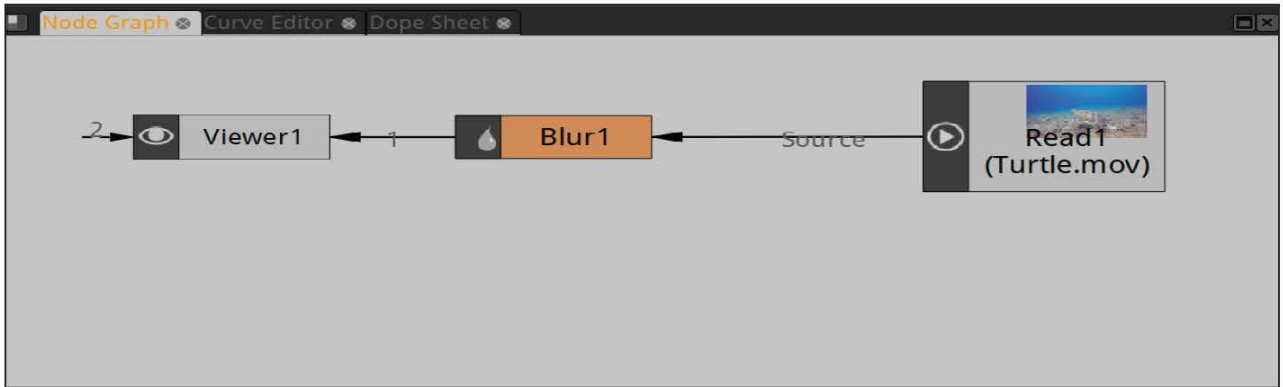 Node Graph Curve Editor Dope Sheet
2 Viewer1 1 Blur1 Source Read1
(Turtle.mov)